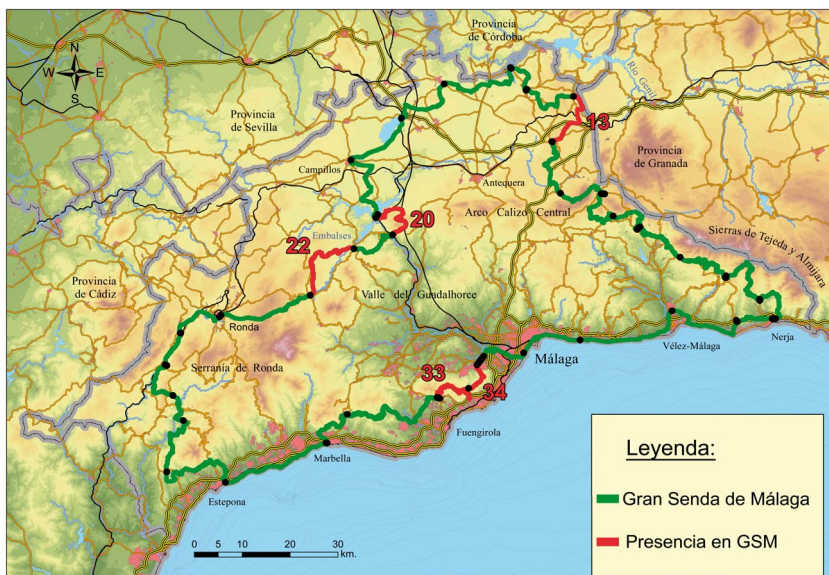 Provincia
de Córdoba
N
W E
S
Río Genil
Provincia
de Sevilla
13
Provincia
de Granada
Campillos
Antequera
20
Arco Calizo Central
Embalses
22
Sierras de Tejeda y Almijara
Provincia
de Cádiz
Valle del Guadalhorce
Ronda
Málaga
Vélez-Málaga
Nerja
Serranía de Ronda
33
34
Fuengirola
Marbella
Estepona
Leyenda:
Gran Senda de Málaga
Presencia en GSM
0 5 10 20 30
km.